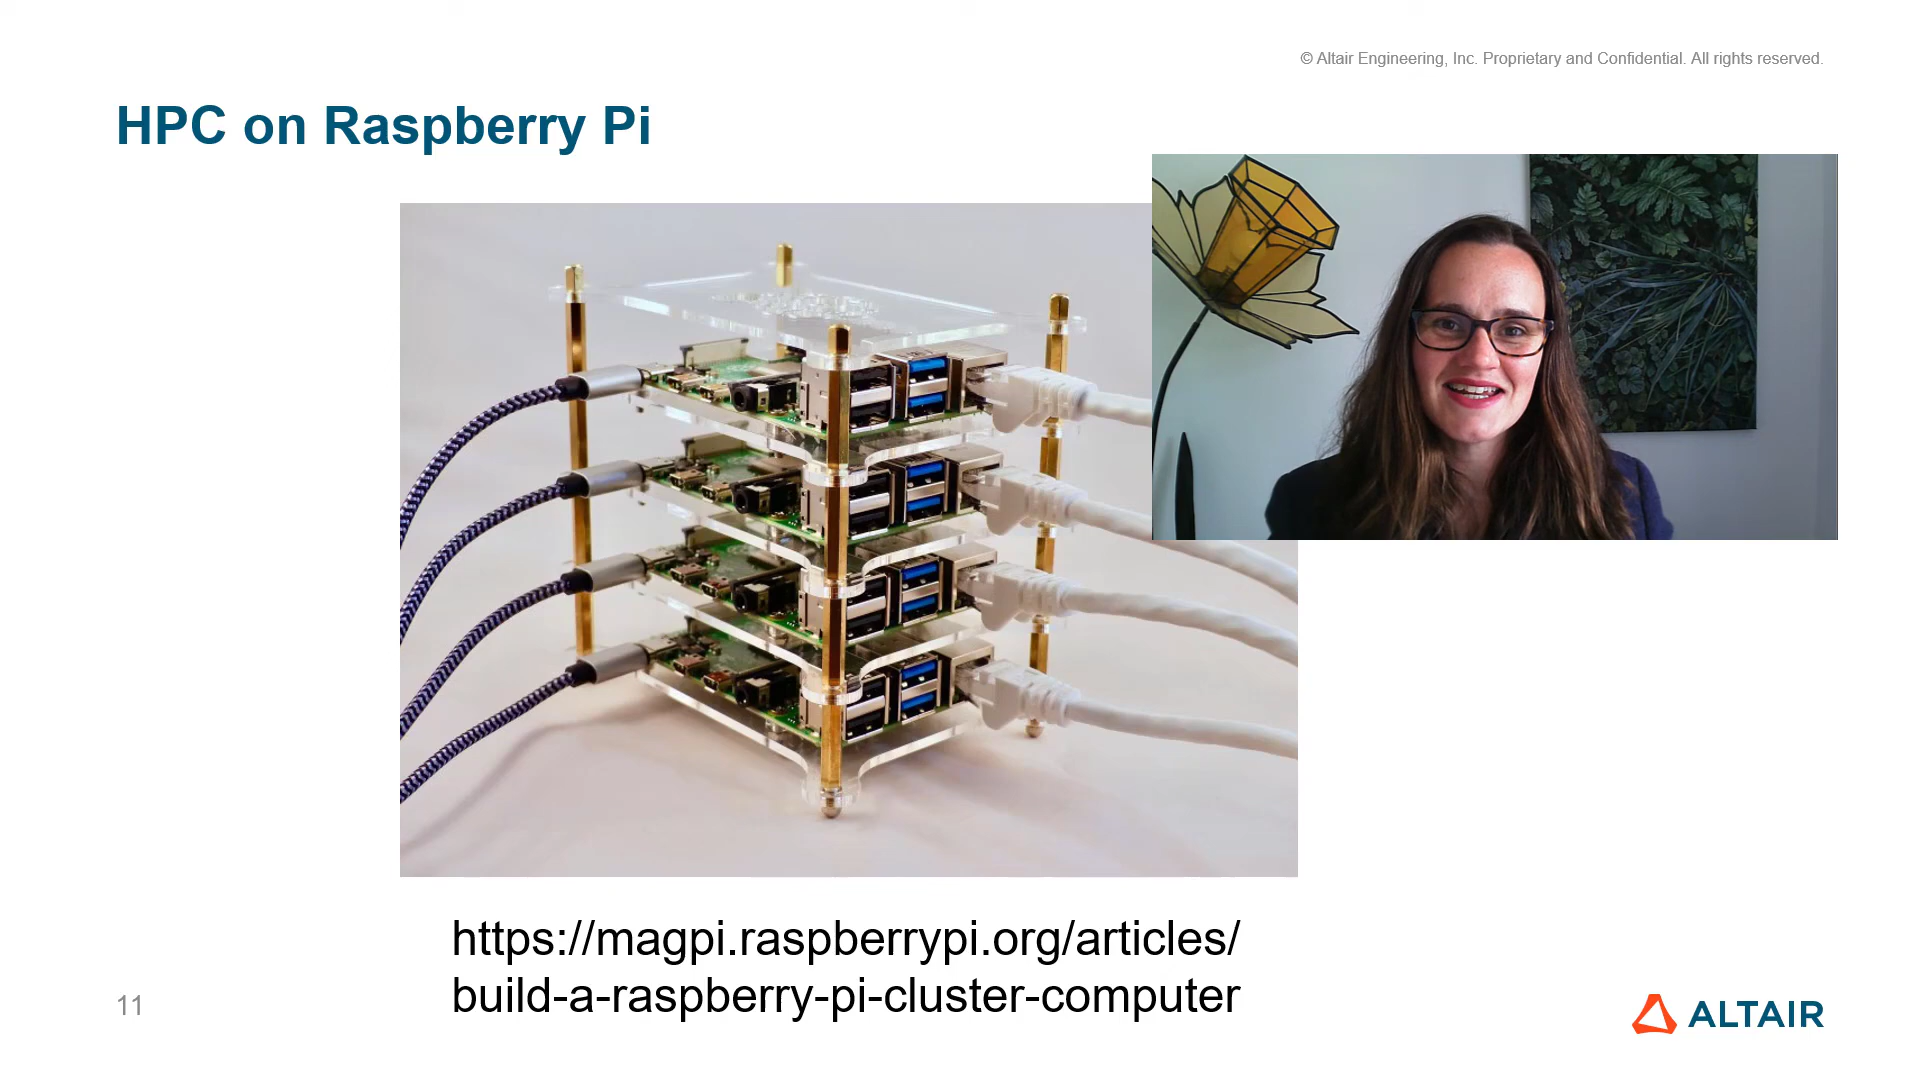 © Altair Engineering, Inc. Proprietary and Confidential. All rights reserved.
HPC on Raspberry Pi
https://magpi.raspberrypi.org/articles/
build-a-raspberry-pi-cluster-computer
11
ALTAIR